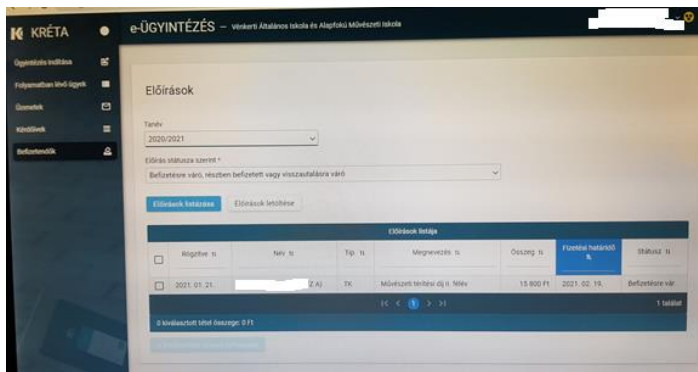 KRÉTA
e-ÜGYINTÉZÉS – Vénkerti Általános Iskola és Alapfokú Művészeti Iskola
Ügyintézés indítása
Folyamatban lévő ügyek
Üzenetek
Kérdőívek
Befizetendők
Előírások
Tanév
2020/2021
Előírás státusza szerint *
Befizetésre váró, részben befizetett vagy visszautalásra váró
Előírások listázása Előírások letöltése
Előírások listája
Rögzítve Név Típ. Megnevezés Összeg Fizetési határidő Státusz
2021. 01. 21. Z A) TK Művészeti térítési díj II. félév 15 800 Ft 2021. 02. 19. Befizetésre vár
1 1 találat
0 kiválasztott tétel összege: 0 Ft